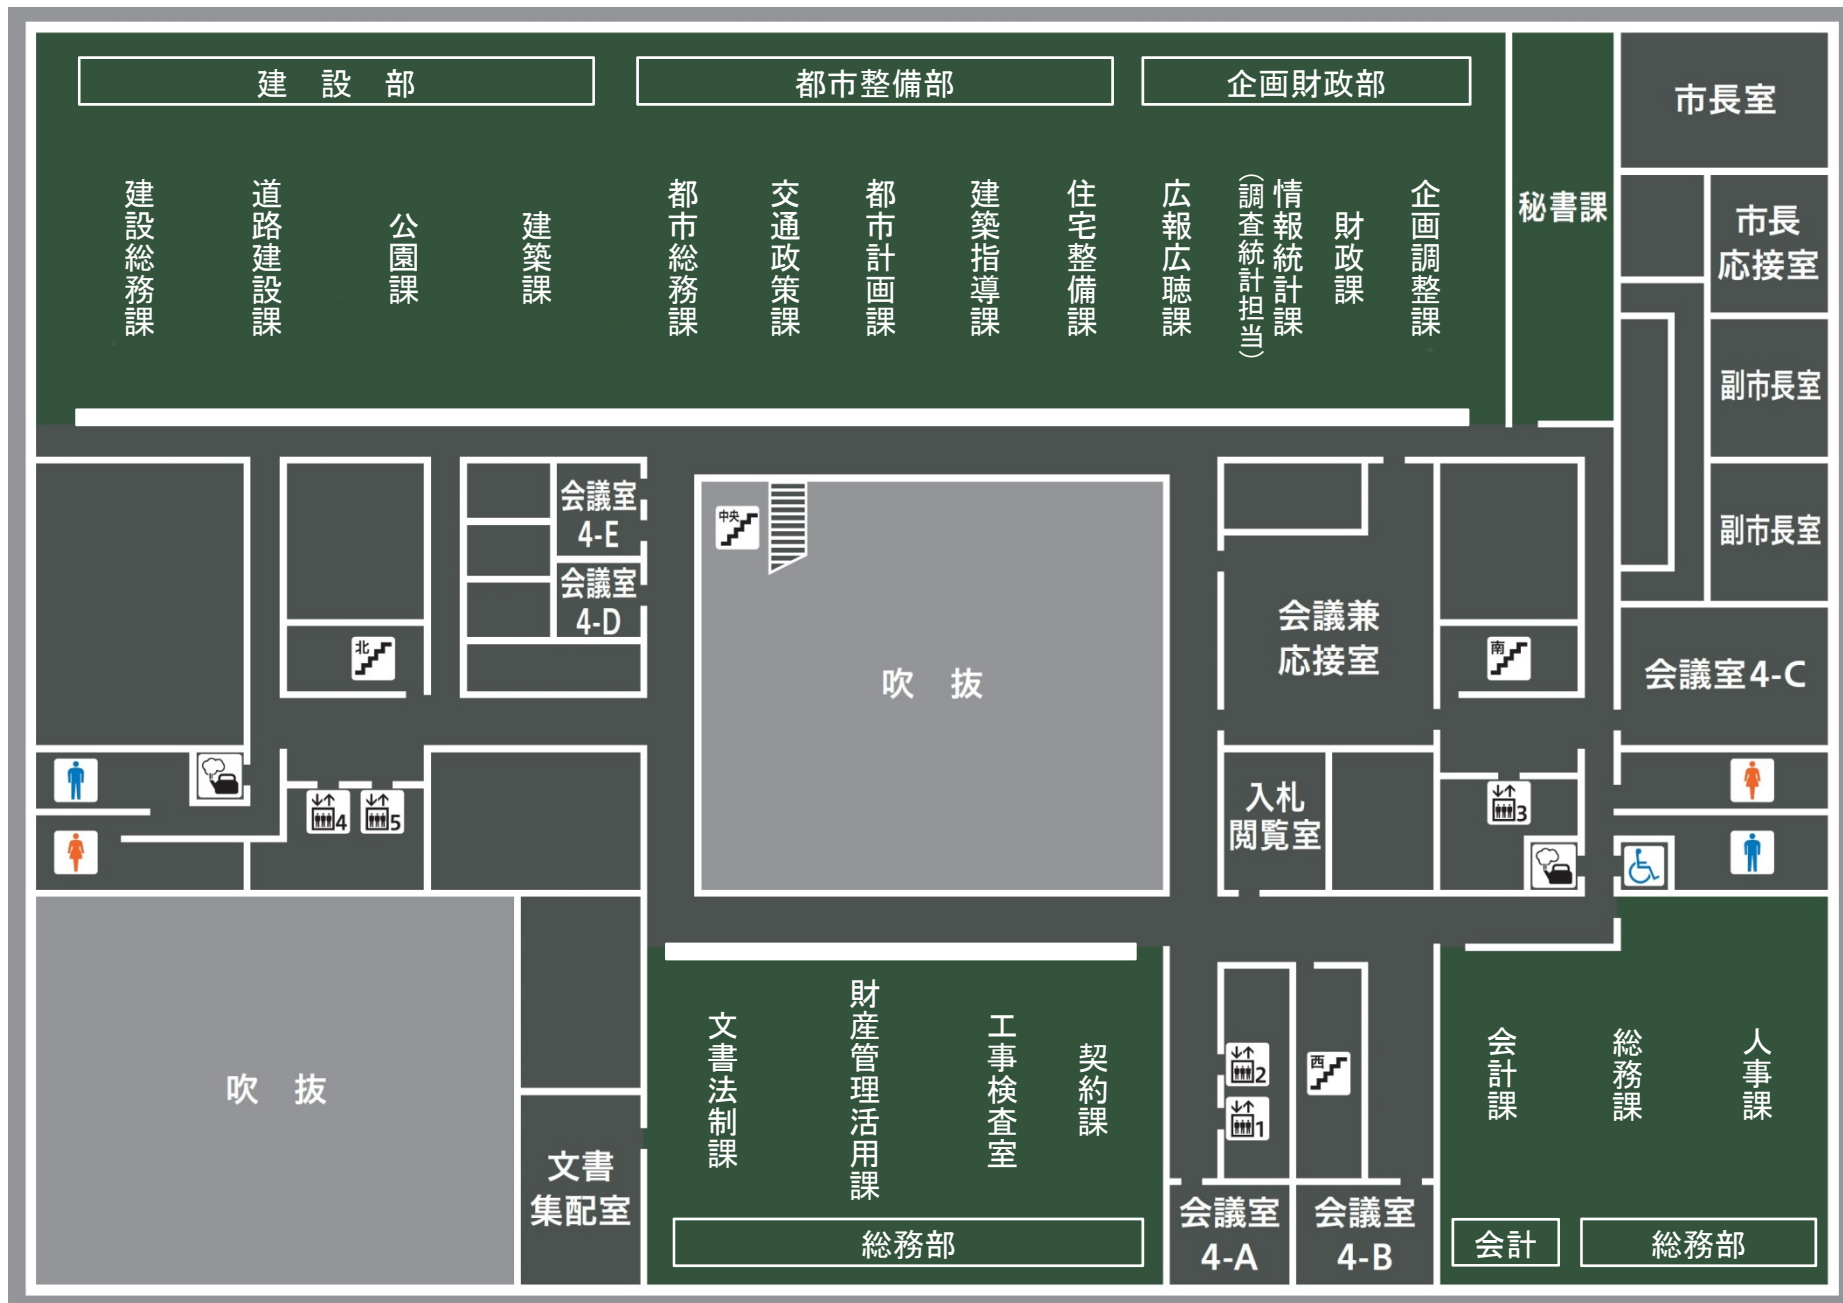 建設部
都市整備部
企画財政部
市長室
建設総務課
道路建設課
公園課
建築課
都市総務課
交通政策課
都市計画課
建築指導課
住宅整備課
広報広聴課
情報統計課
(調査統計担当)
財政課
企画調整課
秘書課
市長
応接室
副市長室
副市長室
会議室
4-E
会議室
4-D
中央
北
吹抜
会議兼
応接室
南
会議室4-C
4
5
入札
閲覧室
3
吹抜
文書
集配室
文書法制課
財産管理活用課
工事検査室
契約課
総務部
2
1
西
会議室
4-A
会議室
4-B
会計課
総務課
人事課
会計
総務部